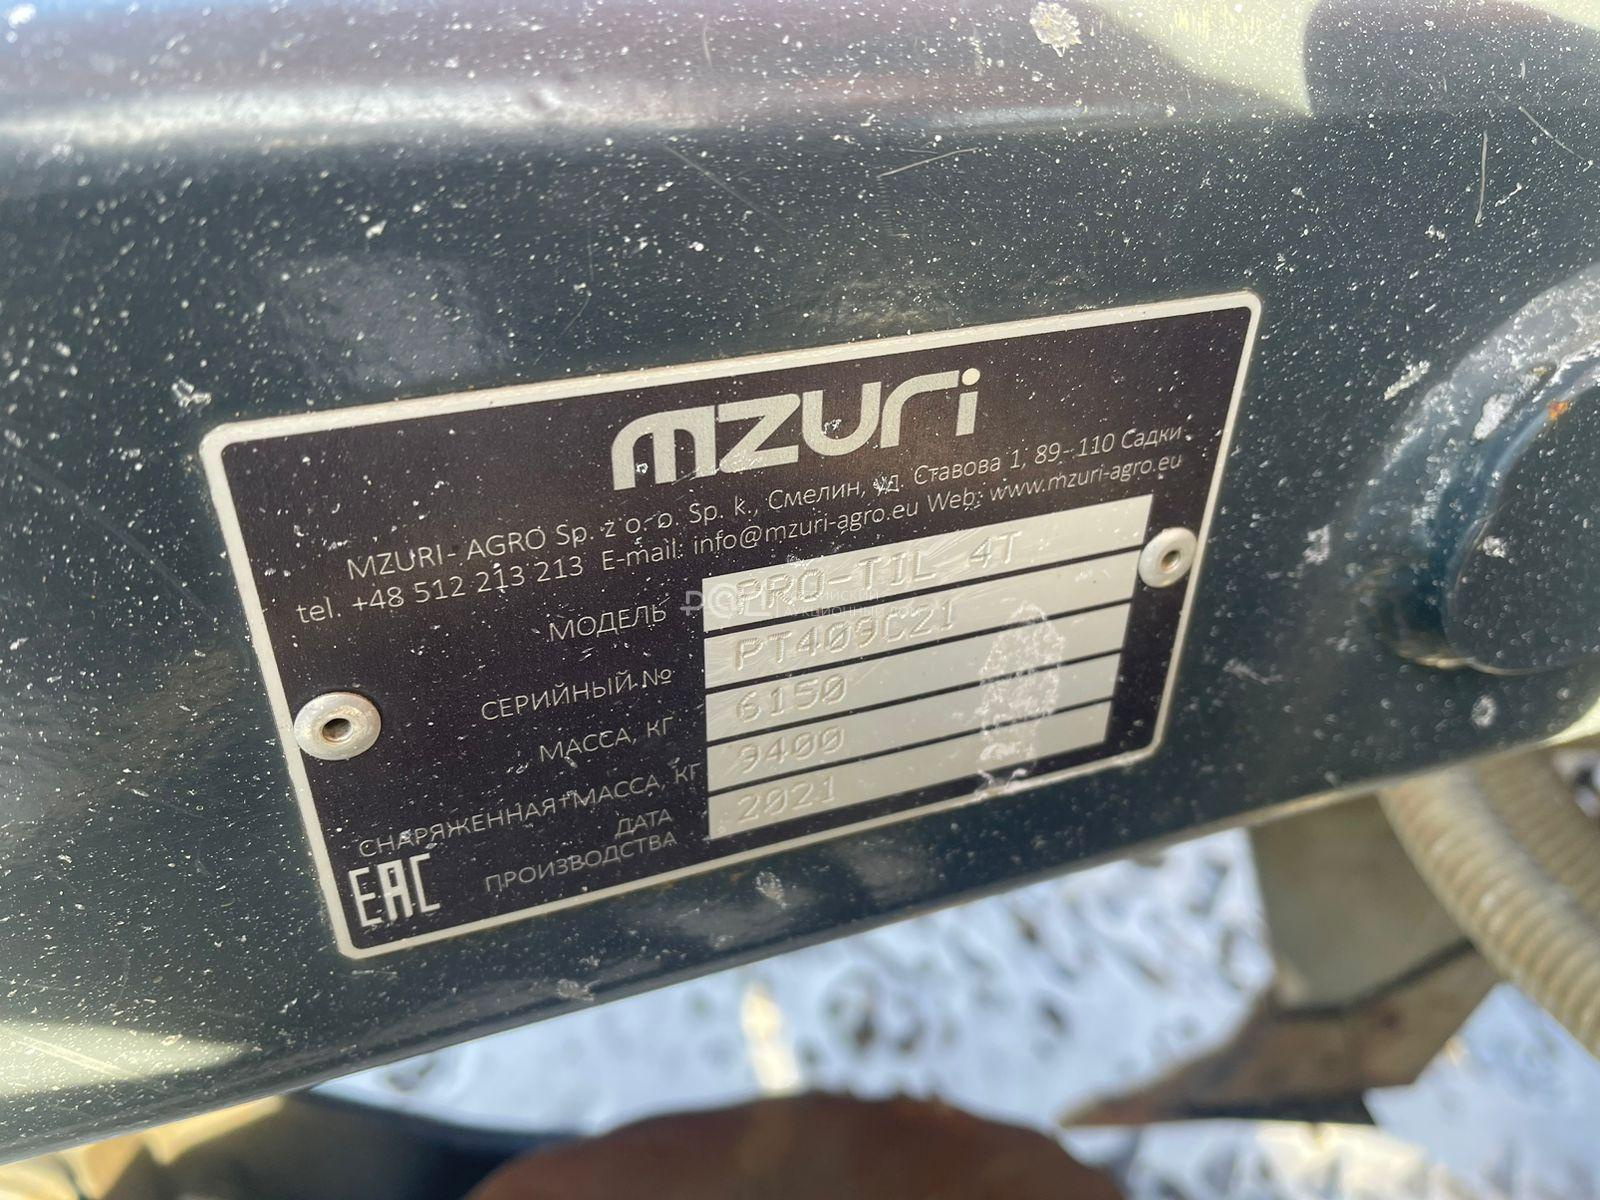 mzuri
MZURI - AGRO Sp. z o. o. Sp. k., Смелин, ул. Ставова 1, 89-110 Садки
tel. +48 512 213 213 E-mail: info@mzuri-agro.eu Web: www.mzuri-agro.eu
МОДЕЛЬ PRO-TIL 4T
СЕРИЙНЫЙ № PT409C21
МАССА, КГ 6150
СНАРЯЖЕННАЯ МАССА, КГ 9400
ДАТА
ПРОИЗВОДСТВА 2021
EAC